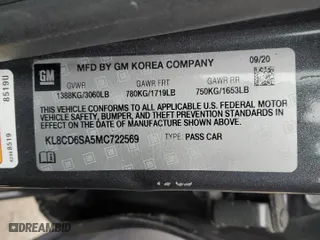 MFD BY GM KOREA COMPANY
GM
09/20
GVWR
GAWR FRT
GAWR RR
1388KG/3060LB
780KG/1719LB
750KG/1653LB
THIS VEHICLE CONFORMS TO ALL APPLICABLE U.S. FEDERAL MOTOR
VEHICLE SAFETY, BUMPER, AND THEFT PREVENTION STANDARDS
IN EFFECT ON THE DATE OF MANUFACTURE SHOWN ABOVE.
KL8CD6SA5MC722569
TYPE: PASS CAR
8519U